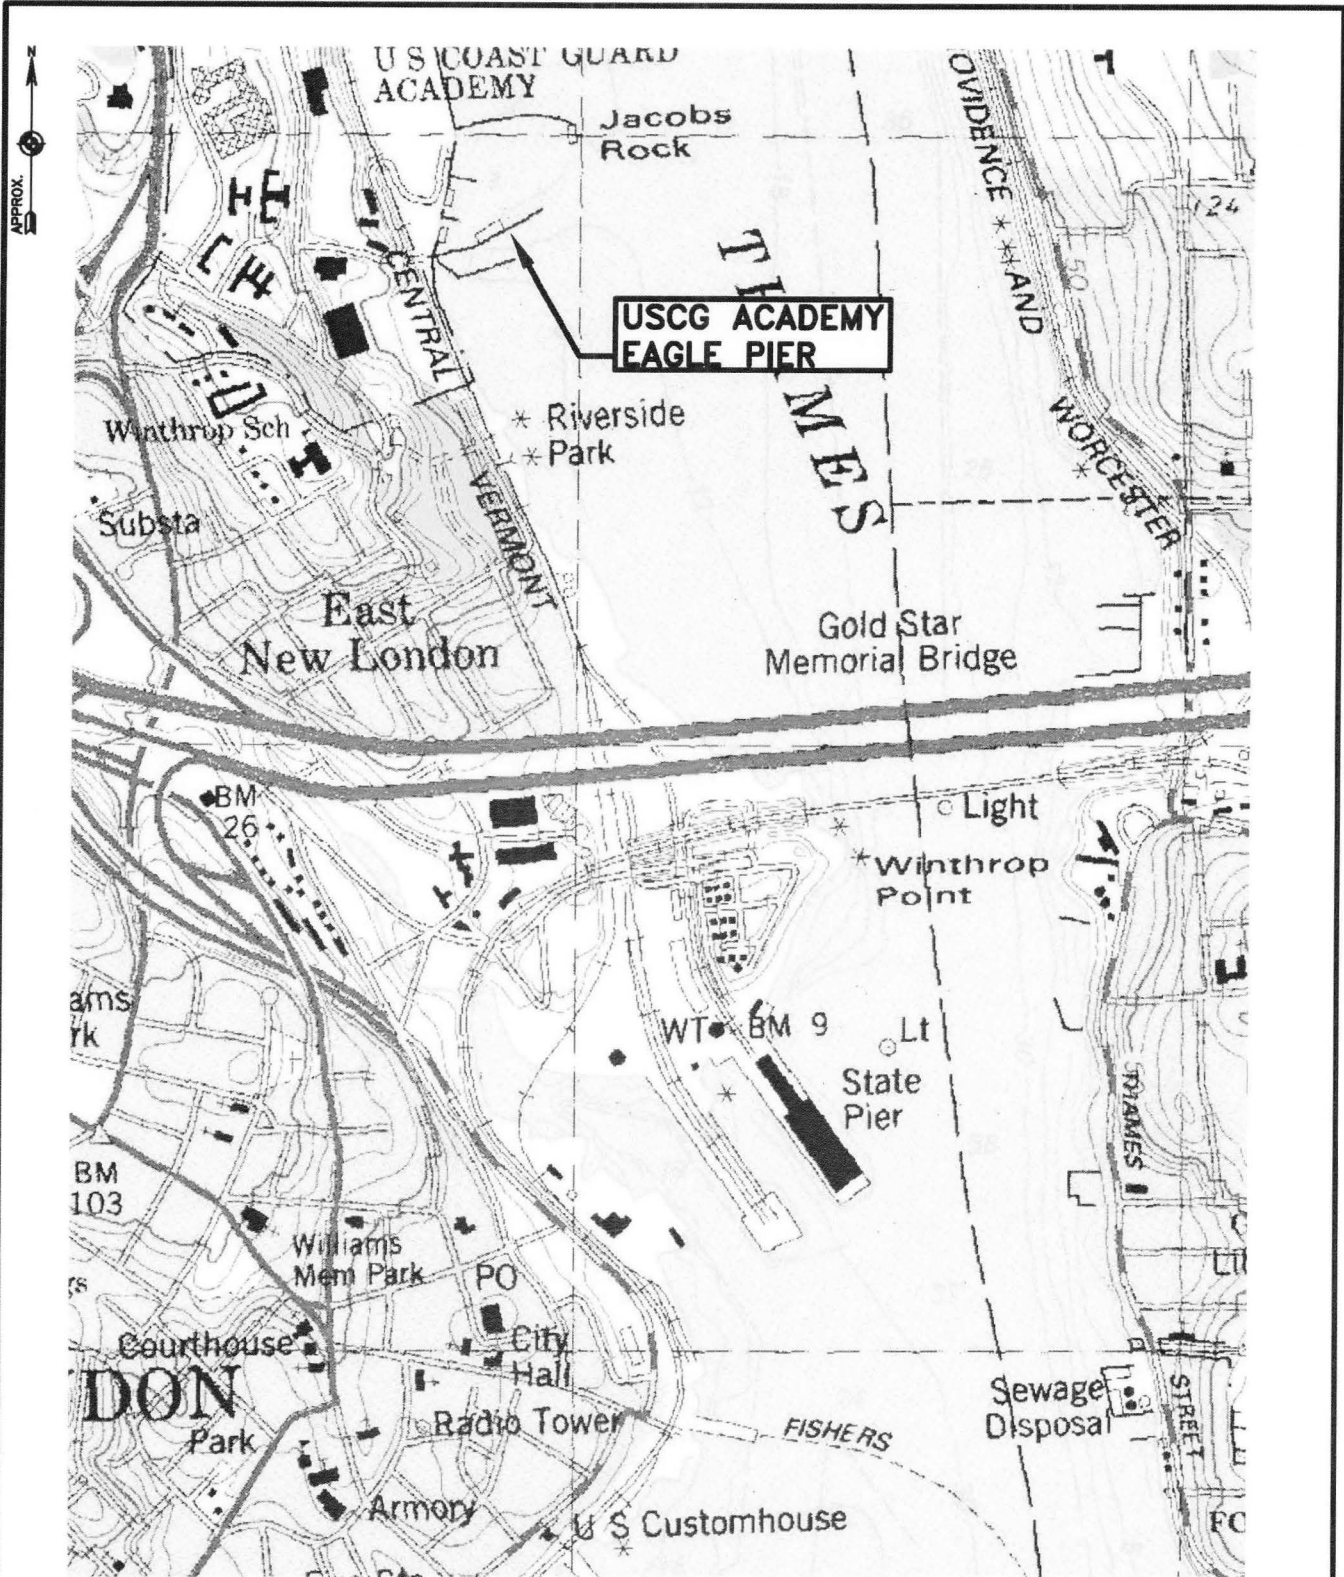 N
APPROX.
U S COAST GUARD
ACADEMY
Jacobs
Rock
OVIDENCE AND WORCESTER
124
50
CENTRAL VERMONT
USCG ACADEMY
EAGLE PIER
Riverside
Park
Winthrop Sch
Substa
East
New London
Gold Star
Memorial Bridge
BM
26
Light
Winthrop
Point
ams
rk
WT
BM 9
Lt
State
Pier
THAMES STREET
BM
103
Williams
Mem Park
PO
gs
Courthouse
City
Hall
DON
Park
Radio Tower
Sewage
Disposal
FISHERS
Armory
U S Customhouse